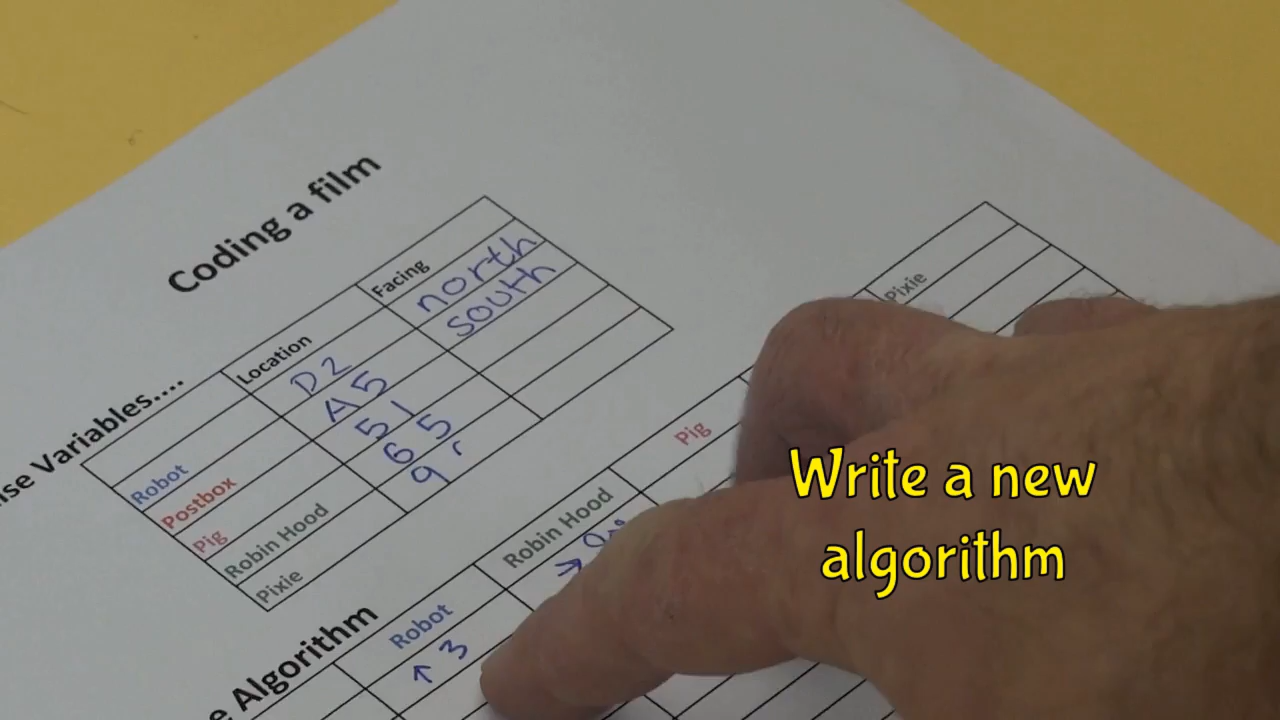 Coding a film
Variables....
Location Facing
Robot D2 north
Postbox A5 south
Pig 51
Robin Hood 65
Pixie 9
Algorithm
Robot Robin Hood Pig Pixie
↑ 3 →
Write a new
algorithm